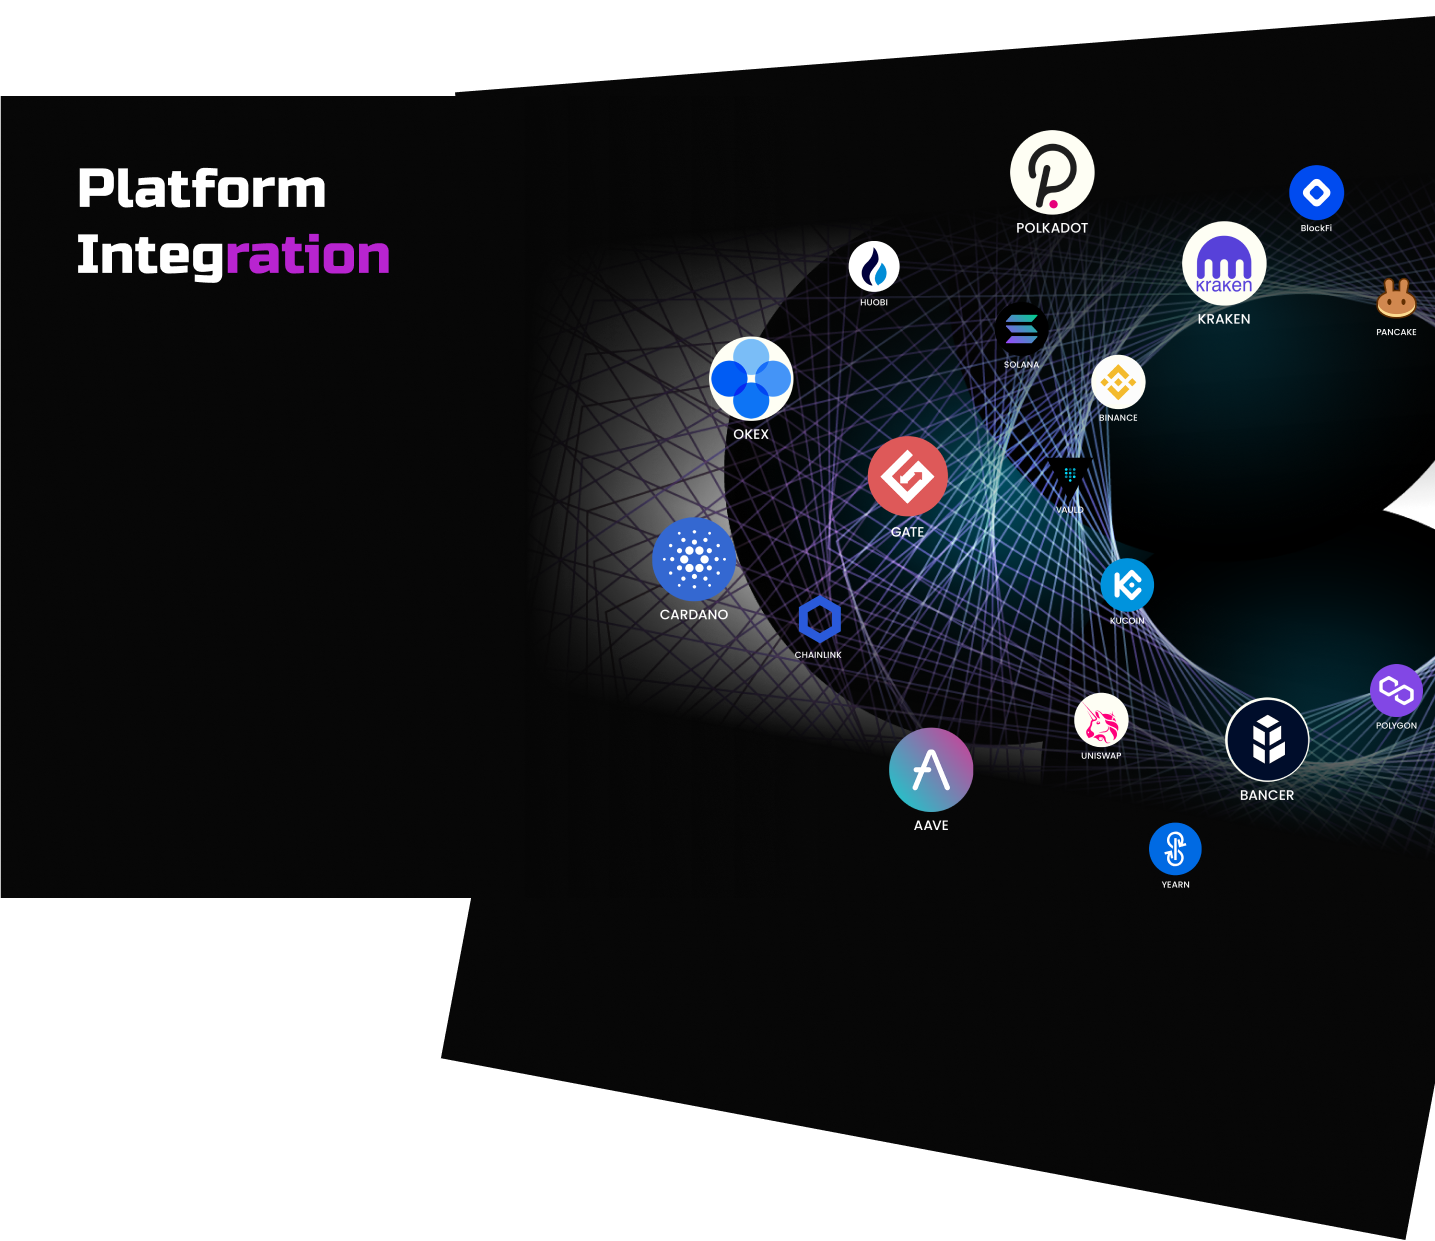 Platform
Integration
POLKADOT
BlockFi
HUOBI
kraken
KRAKEN
PANCAKE
SOLANA
BINANCE
OKEX
VAULD
GATE
CARDANO
KUCOIN
CHAINLINK
POLYGON
UNISWAP
BANCER
AAVE
YEARN